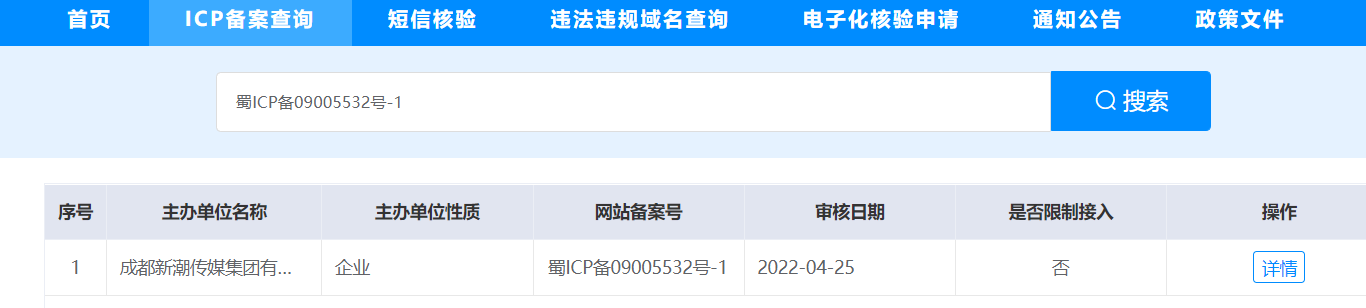 首页 ICP备案查询 短信核验 违法违规域名查询 电子化核验申请 通知公告 政策文件
蜀ICP备09005532号-1 搜索
序号 主办单位名称 主办单位性质 网站备案号 审核日期 是否限制接入 操作
1 成都新潮传媒集团有... 企业 蜀ICP备09005532号-1 2022-04-25 否 详情